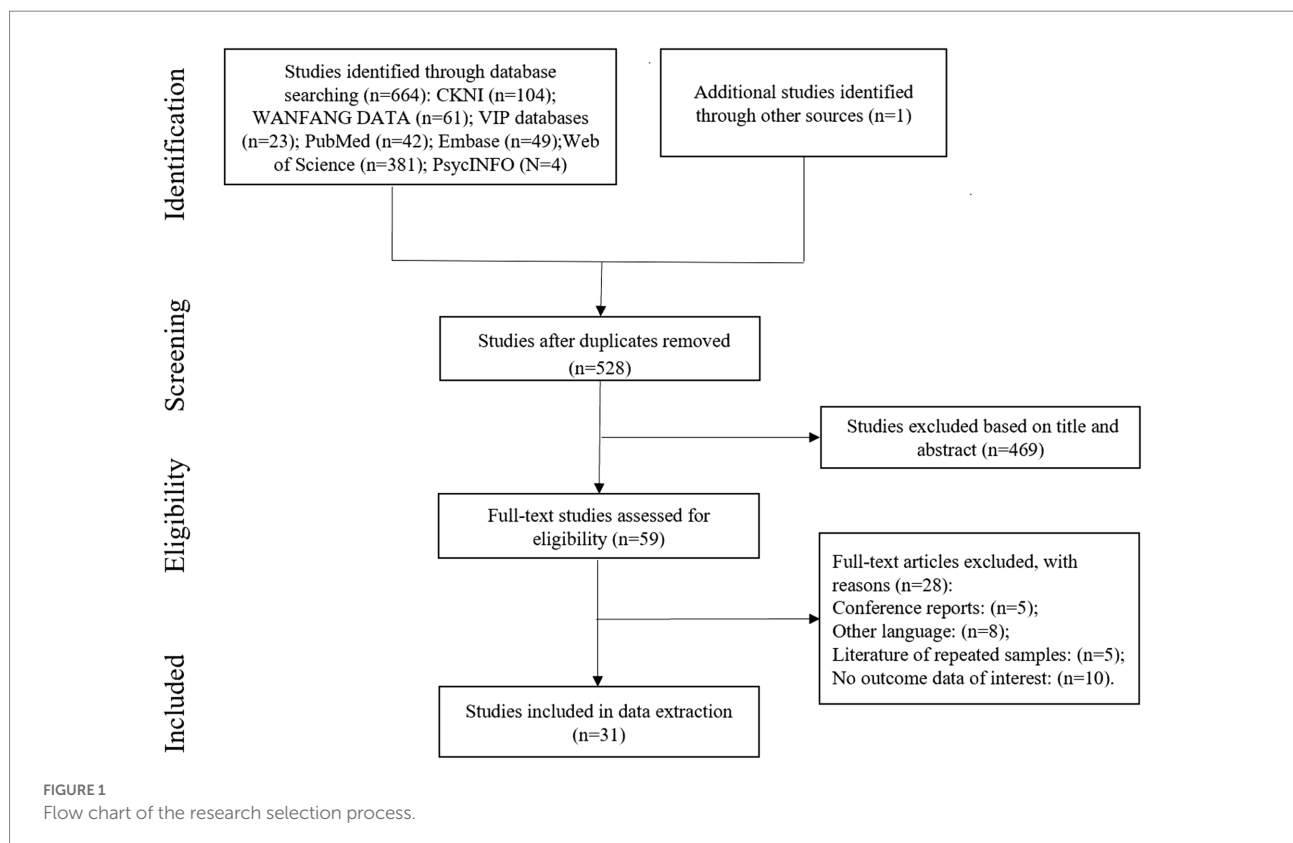 Identification
Studies identified through database
searching (n=664): CKNI (n=104);
WANFANG DATA (n=61); VIP databases
(n=23); PubMed (n=42); Embase (n=49);Web
of Science (n=381); PsycINFO (N=4)
Additional studies identified
through other sources (n=1)
Screening
Studies after duplicates removed
(n=528)
Studies excluded based on title and
abstract (n=469)
Eligibility
Full-text studies assessed for
eligibility (n=59)
Full-text articles excluded, with
reasons (n=28):
Conference reports: (n=5);
Other language: (n=8);
Literature of repeated samples: (n=5);
No outcome data of interest: (n=10).
Included
Studies included in data extraction
(n=31)
FIGURE 1
Flow chart of the research selection process.